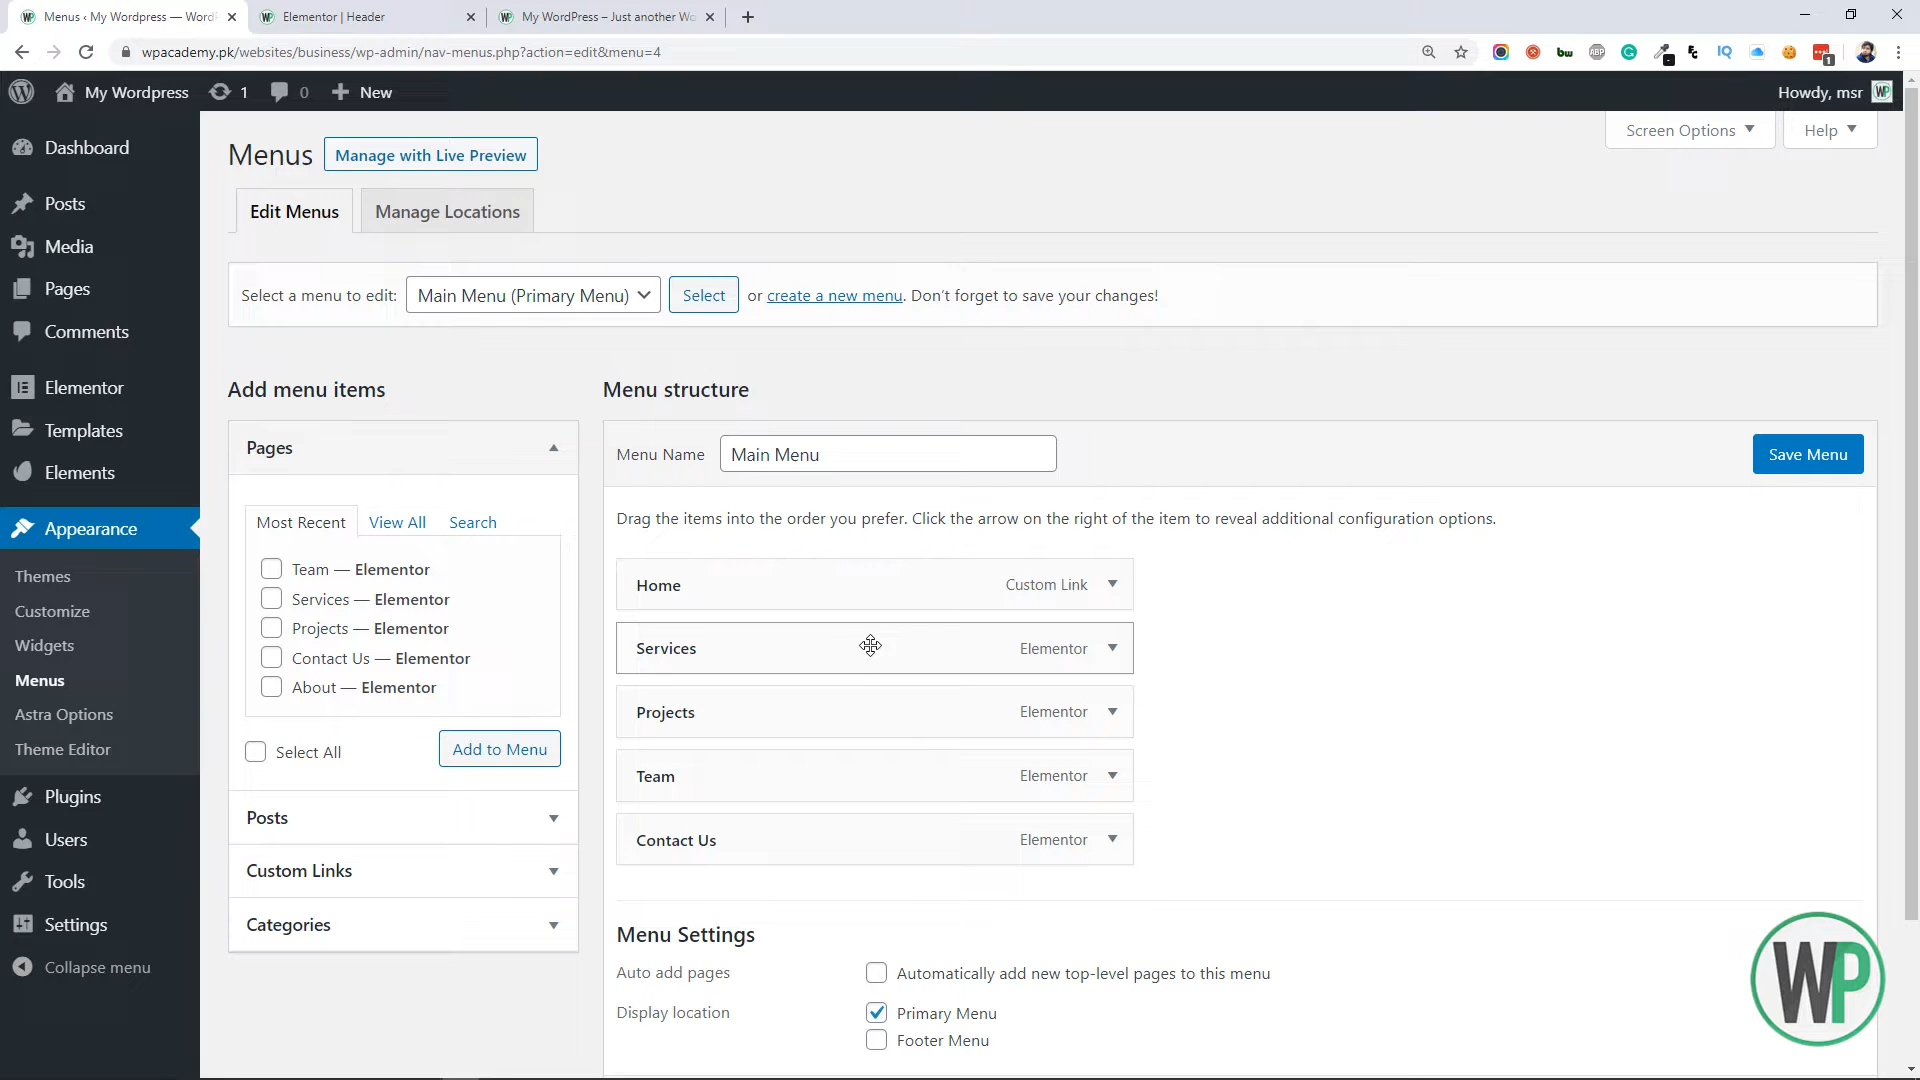 Menus ‹ My Wordpress — WordP
Elementor | Header
My WordPress – Just another Wo
wpacademy.pk/websites/business/wp-admin/nav-menus.php?action=edit&menu=4
My Wordpress
1
0
New
Howdy, msr
Screen Options
Help
Dashboard
Posts
Media
Pages
Comments
Elementor
Templates
Elements
Appearance
Themes
Customize
Widgets
Menus
Astra Options
Theme Editor
Plugins
Users
Tools
Settings
Collapse menu
Menus
Manage with Live Preview
Edit Menus
Manage Locations
Select a menu to edit:
Main Menu (Primary Menu)
Select
or create a new menu. Don’t forget to save your changes!
Add menu items
Pages
Most Recent
View All
Search
Team — Elementor
Services — Elementor
Projects — Elementor
Contact Us — Elementor
About — Elementor
Select All
Add to Menu
Posts
Custom Links
Categories
Menu structure
Menu Name
Main Menu
Save Menu
Drag the items into the order you prefer. Click the arrow on the right of the item to reveal additional configuration options.
Home
Custom Link
Services
Elementor
Projects
Elementor
Team
Elementor
Contact Us
Elementor
Menu Settings
Auto add pages
Automatically add new top-level pages to this menu
Display location
Primary Menu
Footer Menu
WP